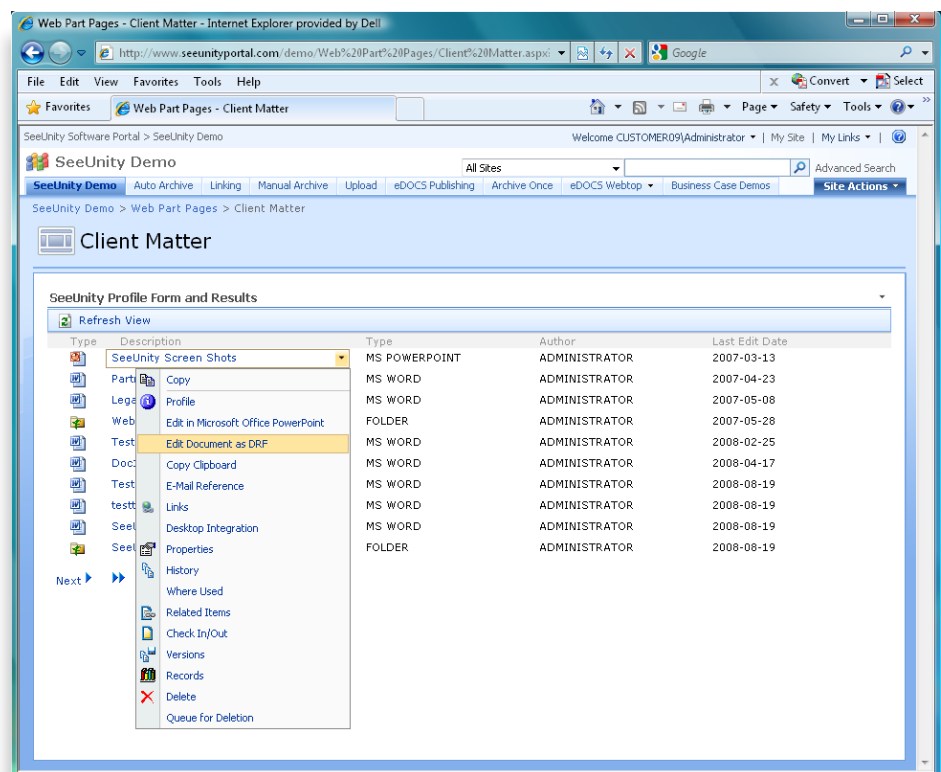 Web Part Pages - Client Matter - Internet Explorer provided by Dell
http://www.seeunityportal.com/demo/Web%20Part%20Pages/Client%20Matter.aspx
Google
File Edit View Favorites Tools Help
x Convert Select
Favorites Web Part Pages - Client Matter Page Safety Tools »
SeeUnity Software Portal > SeeUnity Demo Welcome CUSTOMER09\Administrator | My Site | My Links |
SeeUnity Demo All Sites Advanced Search
SeeUnity Demo Auto Archive Linking Manual Archive Upload eDOCS Publishing Archive Once eDOCS Webtop Business Case Demos Site Actions
SeeUnity Demo > Web Part Pages > Client Matter
Client Matter
SeeUnity Profile Form and Results
Refresh View
Type Description Type Author Last Edit Date
SeeUnity Screen Shots MS POWERPOINT ADMINISTRATOR 2007-03-13
Part MS WORD ADMINISTRATOR 2007-04-23
Lega MS WORD ADMINISTRATOR 2007-05-08
Web FOLDER ADMINISTRATOR 2007-05-28
Test MS WORD ADMINISTRATOR 2008-02-25
Doc MS WORD ADMINISTRATOR 2008-04-17
Test MS WORD ADMINISTRATOR 2008-08-19
testt MS WORD ADMINISTRATOR 2008-08-19
See MS WORD ADMINISTRATOR 2008-08-19
See FOLDER ADMINISTRATOR 2008-08-19
Next
Copy
Profile
Edit in Microsoft Office PowerPoint
Edit Document as DRF
Copy Clipboard
E-Mail Reference
Links
Desktop Integration
Properties
History
Where Used
Related Items
Check In/Out
Versions
Records
Delete
Queue for Deletion